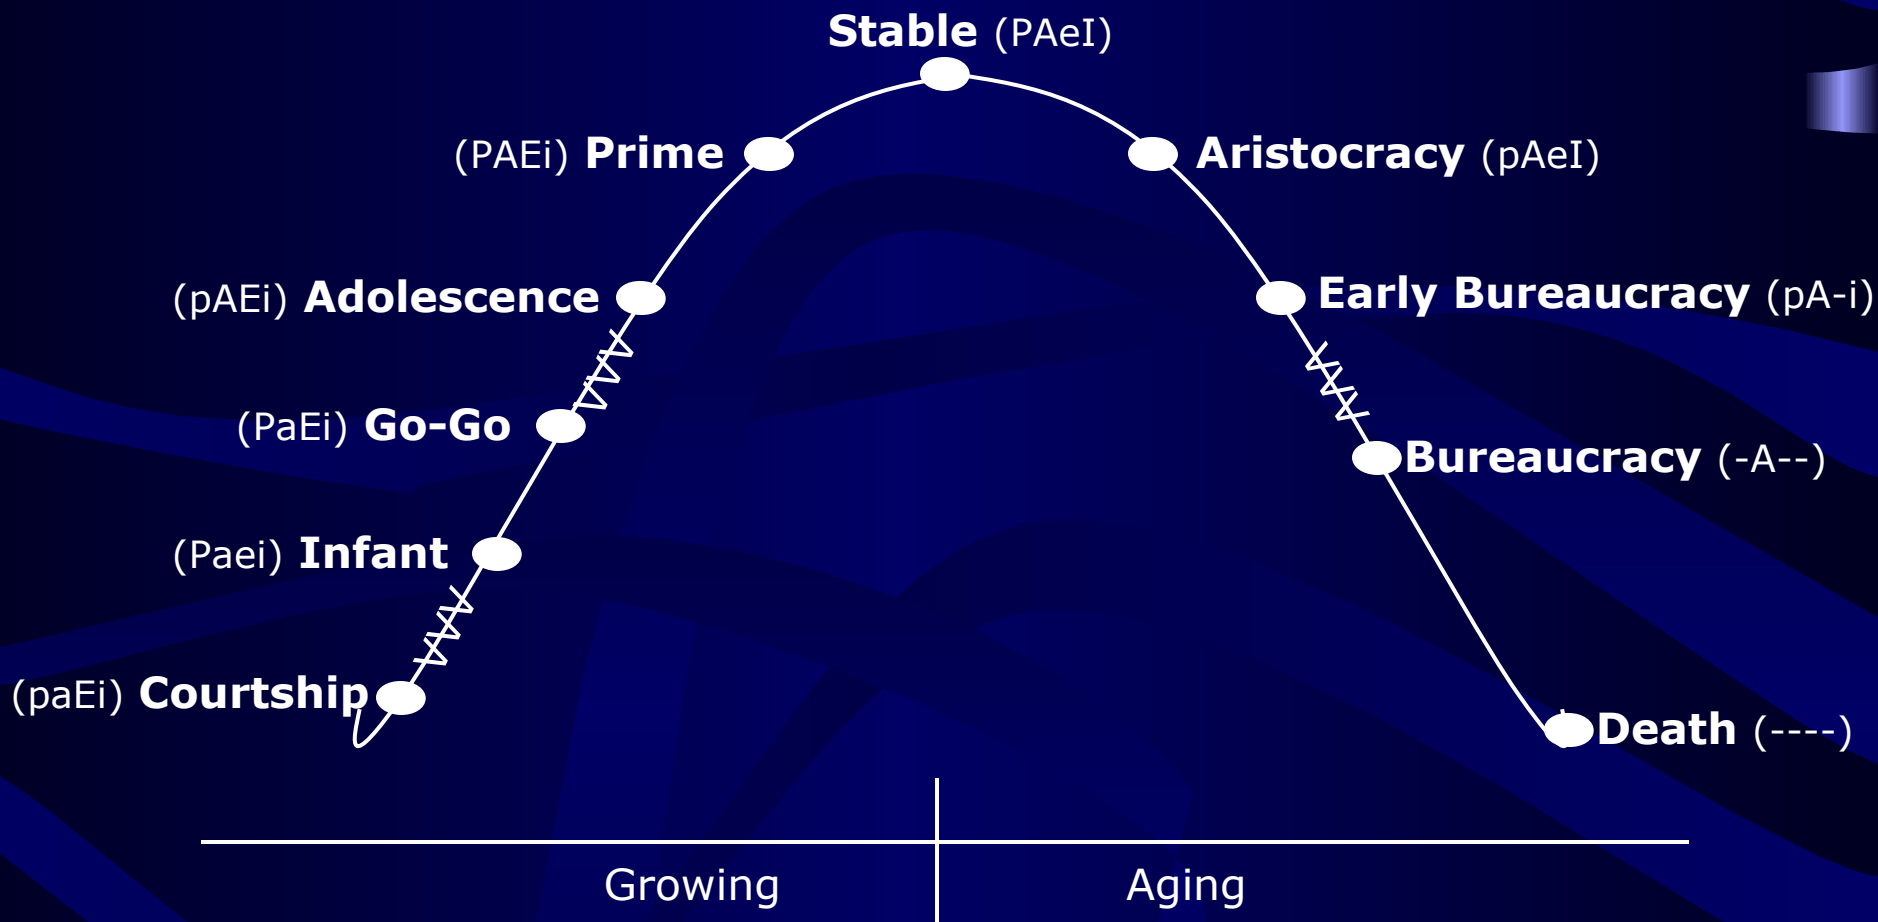 Stable (PAeI)
(PAEi) Prime
Aristocracy (pAeI)
(pAEi) Adolescence
Early Bureaucracy (pA-i)
(PaEi) Go-Go
Bureaucracy (-A--)
(Paei) Infant
(paEi) Courtship
Death (----)
Growing
Aging